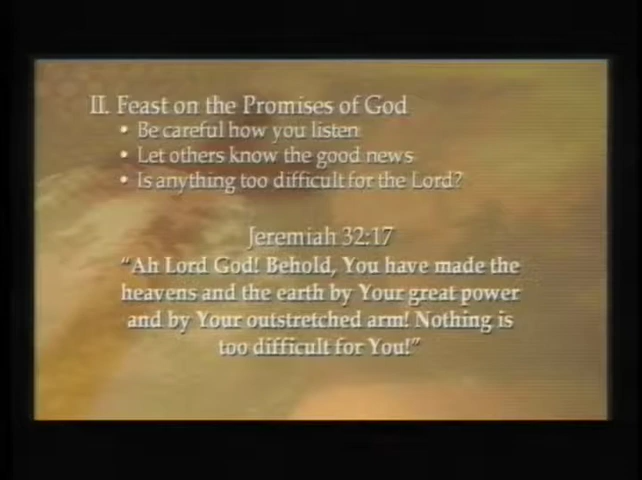 II. Feast on the Promises of God
• Be careful how you listen
• Let others know the good news
• Is anything too difficult for the Lord?
Jeremiah 32:17
“Ah Lord God! Behold, You have made the
heavens and the earth by Your great power
and by Your outstretched arm! Nothing is
too difficult for You!”